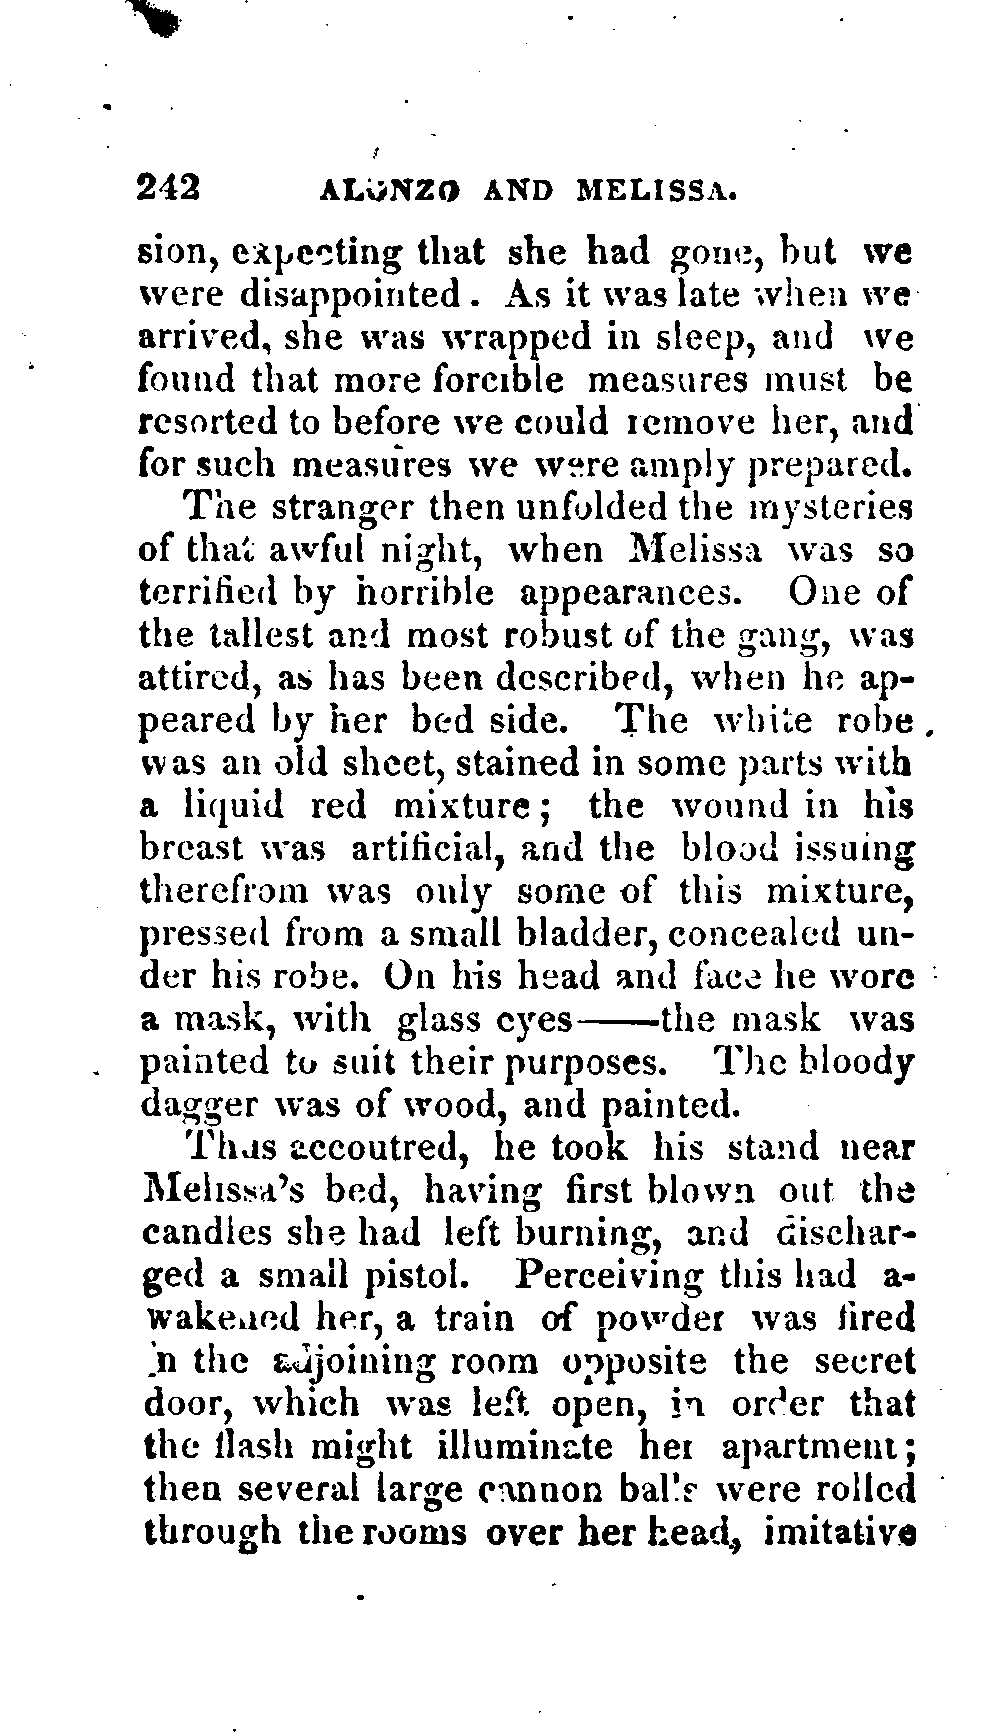 242 ALONZO AND MELISSA.
sion, expecting that she had gone, but we
were disappointed. As it was late when we
arrived, she was wrapped in sleep, and we
found that more forcible measures must be
resorted to before we could remove her, and
for such measures we were amply prepared.
The stranger then unfolded the mysteries
of that awful night, when Melissa was so
terrified by horrible appearances. One of
the tallest and most robust of the gang, was
attired, as has been described, when he ap-
peared by her bed side. The white robe
was an old sheet, stained in some parts with
a liquid red mixture; the wound in his
breast was artificial, and the blood issuing
therefrom was only some of this mixture,
pressed from a small bladder, concealed un-
der his robe. On his head and face he wore
a mask, with glass eyes——the mask was
painted to suit their purposes. The bloody
dagger was of wood, and painted.
Thus accoutred, he took his stand near
Melissa's bed, having first blown out the
candles she had left burning, and dischar-
ged a small pistol. Perceiving this had a-
wakened her, a train of powder was fired
in the adjoining room opposite the secret
door, which was left open, in order that
the flash might illuminate her apartment;
then several large cannon balls were rolled
through the rooms over her head, imitative